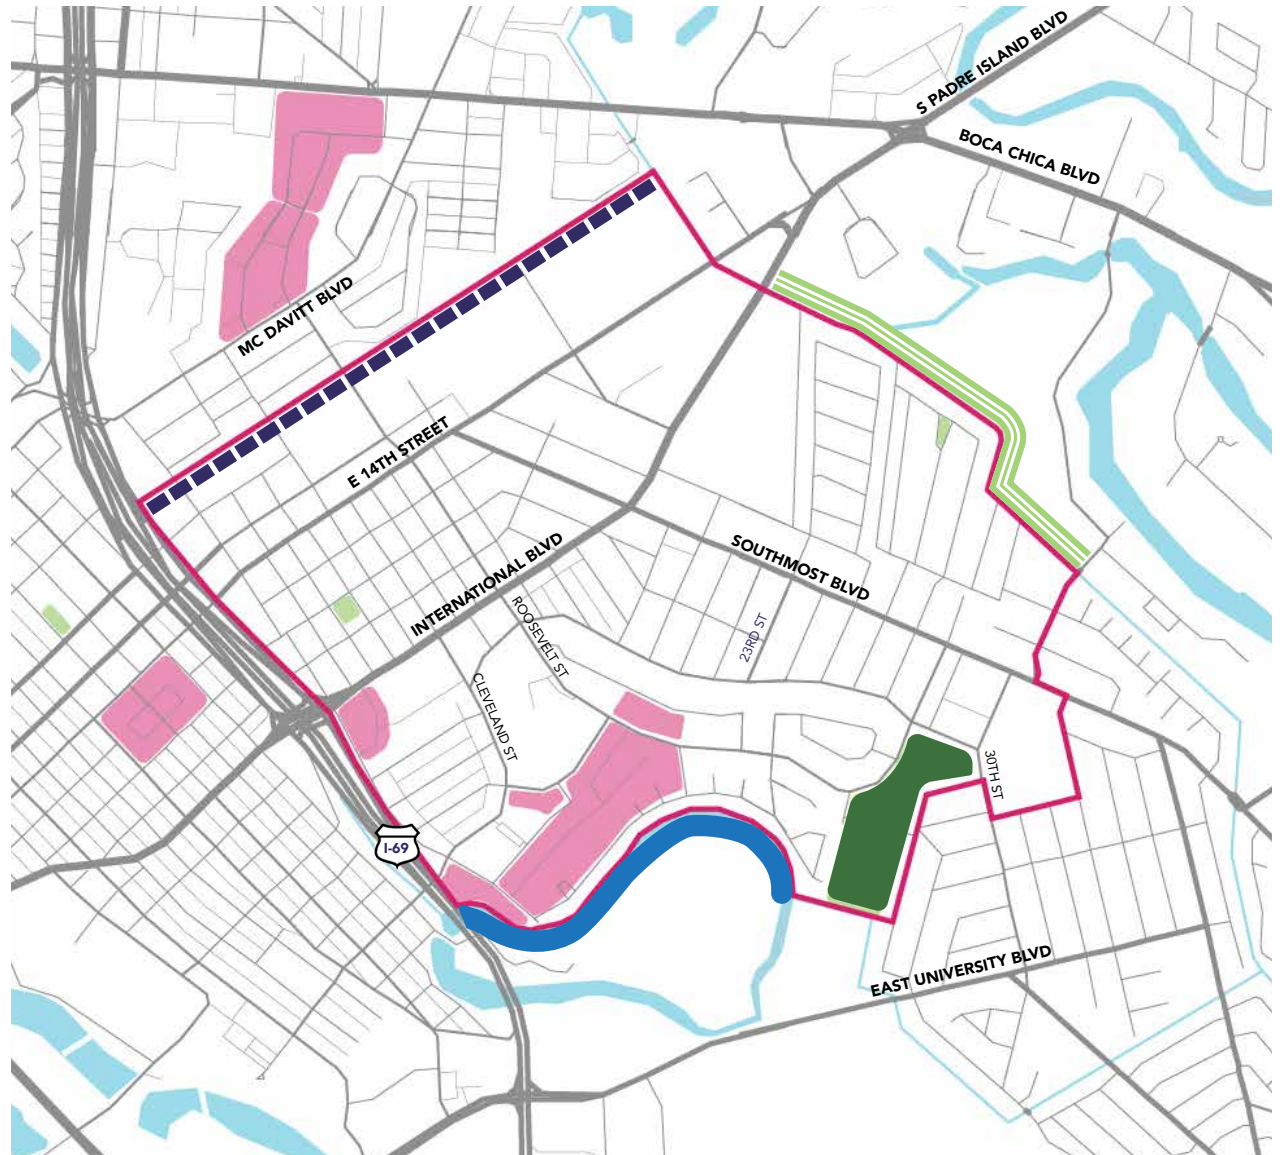 S PADRE ISLAND BLVD
BOCA CHICA BLVD
MC DAVITT BLVD
E 14TH STREET
INTERNATIONAL BLVD
SOUTHMOST BLVD
ROOSEVELT ST
23RD ST
CLEVELAND ST
30TH ST
I-69
EAST UNIVERSITY BLVD